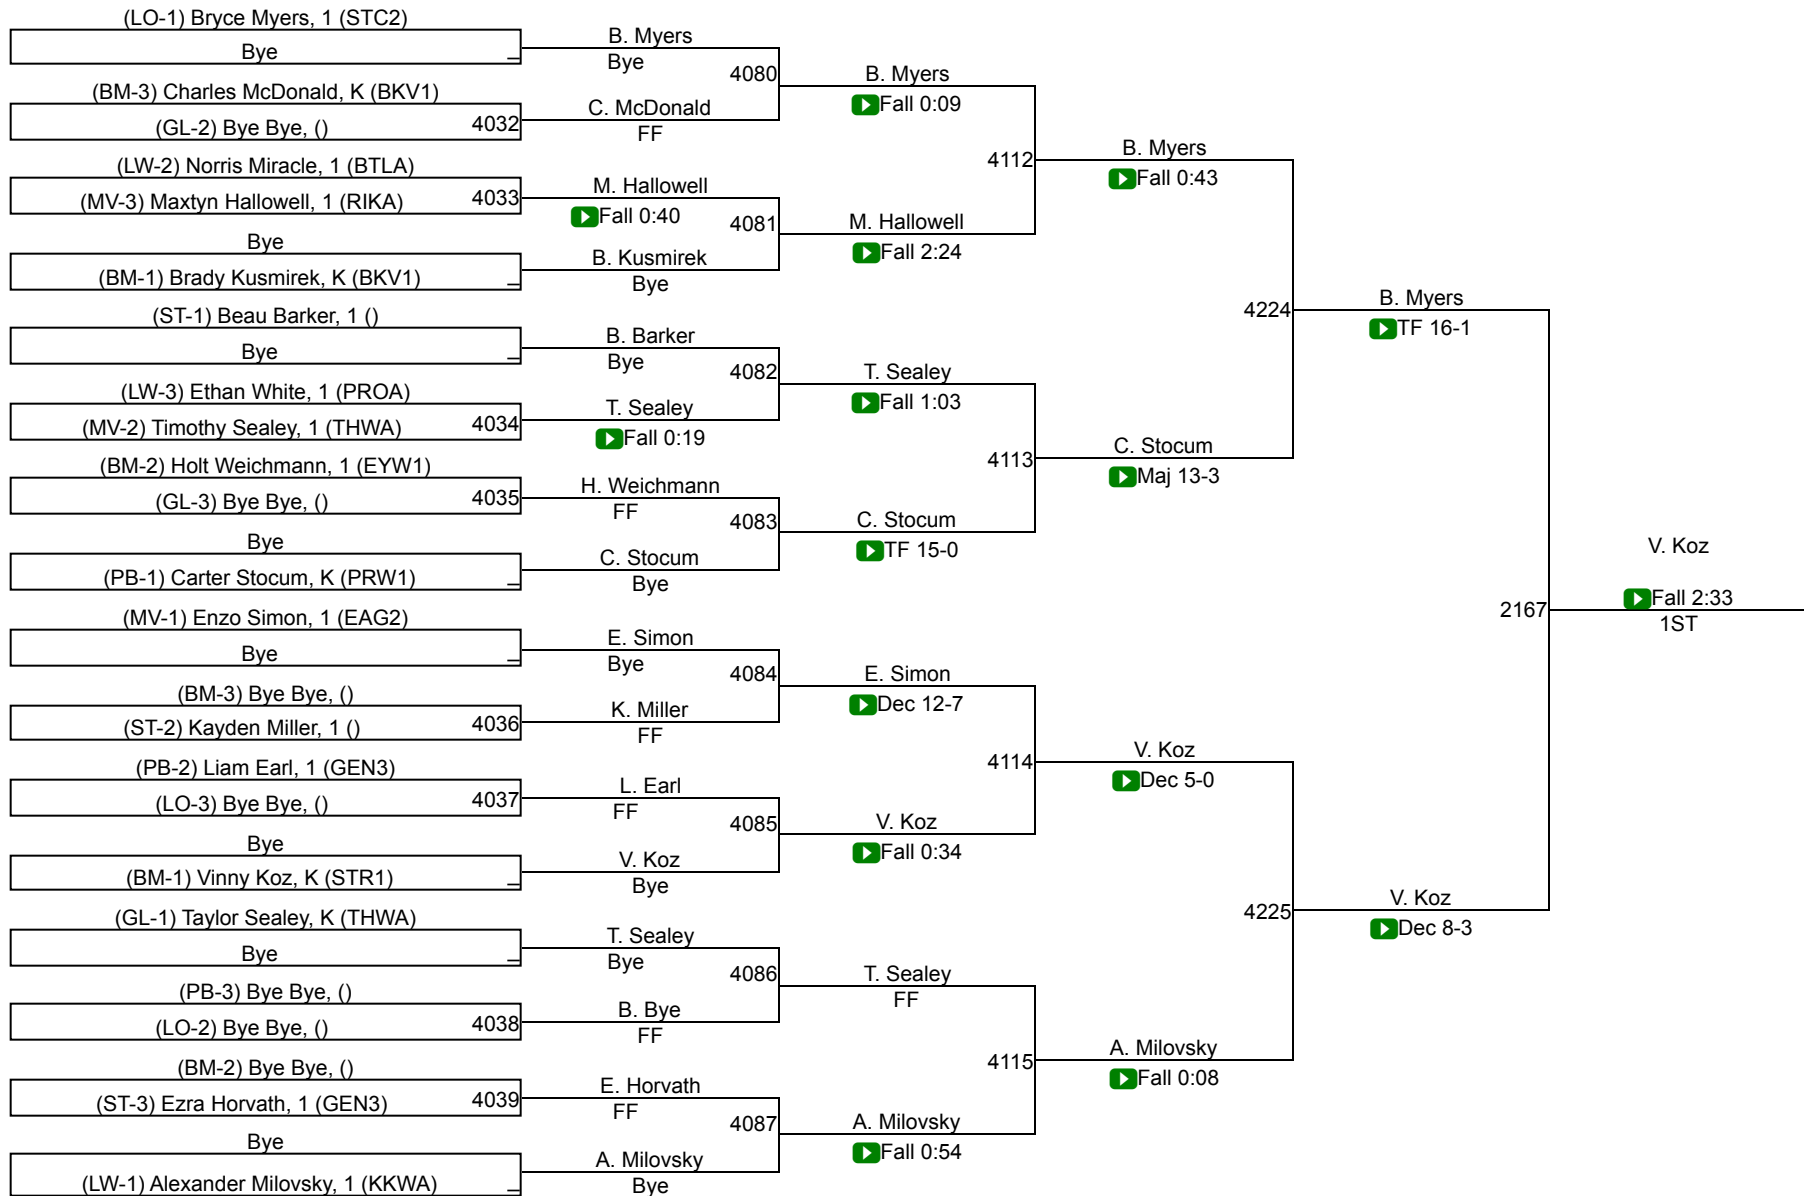 (LO-1) Bryce Myers, 1 (STC2)
Bye
(BM-3) Charles McDonald, K (BKV1)
(GL-2) Bye Bye, () 4032
(LW-2) Norris Miracle, 1 (BTLA)
(MV-3) Maxtyn Hallowell, 1 (RIKA) 4033
Bye
(BM-1) Brady Kusmirek, K (BKV1)
(ST-1) Beau Barker, 1 ()
Bye
(LW-3) Ethan White, 1 (PROA)
(MV-2) Timothy Sealey, 1 (THWA) 4034
(BM-2) Holt Weichmann, 1 (EYW1)
(GL-3) Bye Bye, () 4035
Bye
(PB-1) Carter Stocum, K (PRW1)
(MV-1) Enzo Simon, 1 (EAG2)
Bye
(BM-3) Bye Bye, ()
(ST-2) Kayden Miller, 1 () 4036
(PB-2) Liam Earl, 1 (GEN3)
(LO-3) Bye Bye, () 4037
Bye
(BM-1) Vinny Koz, K (STR1)
(GL-1) Taylor Sealey, K (THWA)
Bye
(PB-3) Bye Bye, ()
(LO-2) Bye Bye, () 4038
(BM-2) Bye Bye, ()
(ST-3) Ezra Horvath, 1 (GEN3) 4039
Bye
(LW-1) Alexander Milovsky, 1 (KKWA)
B. Myers
Bye
4080
C. McDonald
FF
M. Hallowell
Fall 0:40
4081
B. Kusmirek
Bye
B. Barker
Bye
4082
T. Sealey
Fall 0:19
H. Weichmann
FF
4083
C. Stocum
Bye
E. Simon
Bye
4084
K. Miller
FF
L. Earl
FF
4085
V. Koz
Bye
T. Sealey
Bye
4086
B. Bye
FF
E. Horvath
FF
4087
A. Milovsky
Bye
B. Myers
Fall 0:09
4112
M. Hallowell
Fall 2:24
T. Sealey
Fall 1:03
4113
C. Stocum
TF 15-0
E. Simon
Dec 12-7
4114
V. Koz
Fall 0:34
T. Sealey
FF
4115
A. Milovsky
Fall 0:54
B. Myers
Fall 0:43
4224
C. Stocum
Maj 13-3
V. Koz
Dec 5-0
4225
A. Milovsky
Fall 0:08
B. Myers
TF 16-1
2167
V. Koz
Dec 8-3
V. Koz
Fall 2:33
1ST